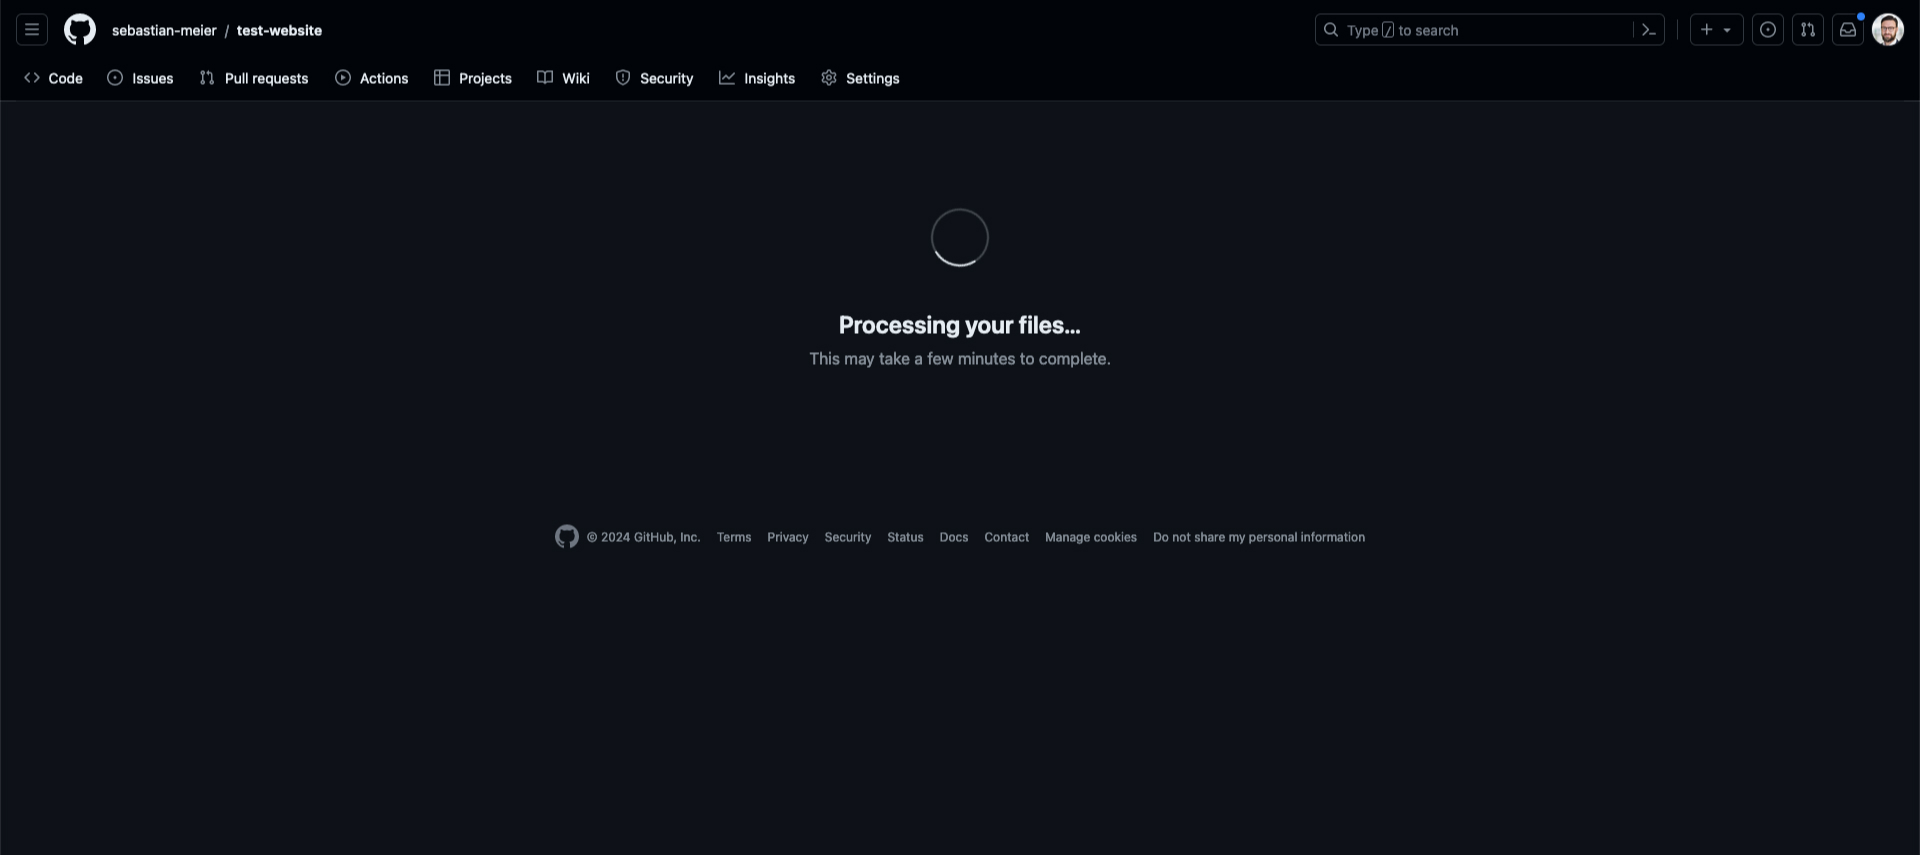 sebastian-meier / test-website
Type / to search
Code Issues Pull requests Actions Projects Wiki Security Insights Settings
Processing your files...
This may take a few minutes to complete.
© 2024 GitHub, Inc. Terms Privacy Security Status Docs Contact Manage cookies Do not share my personal information